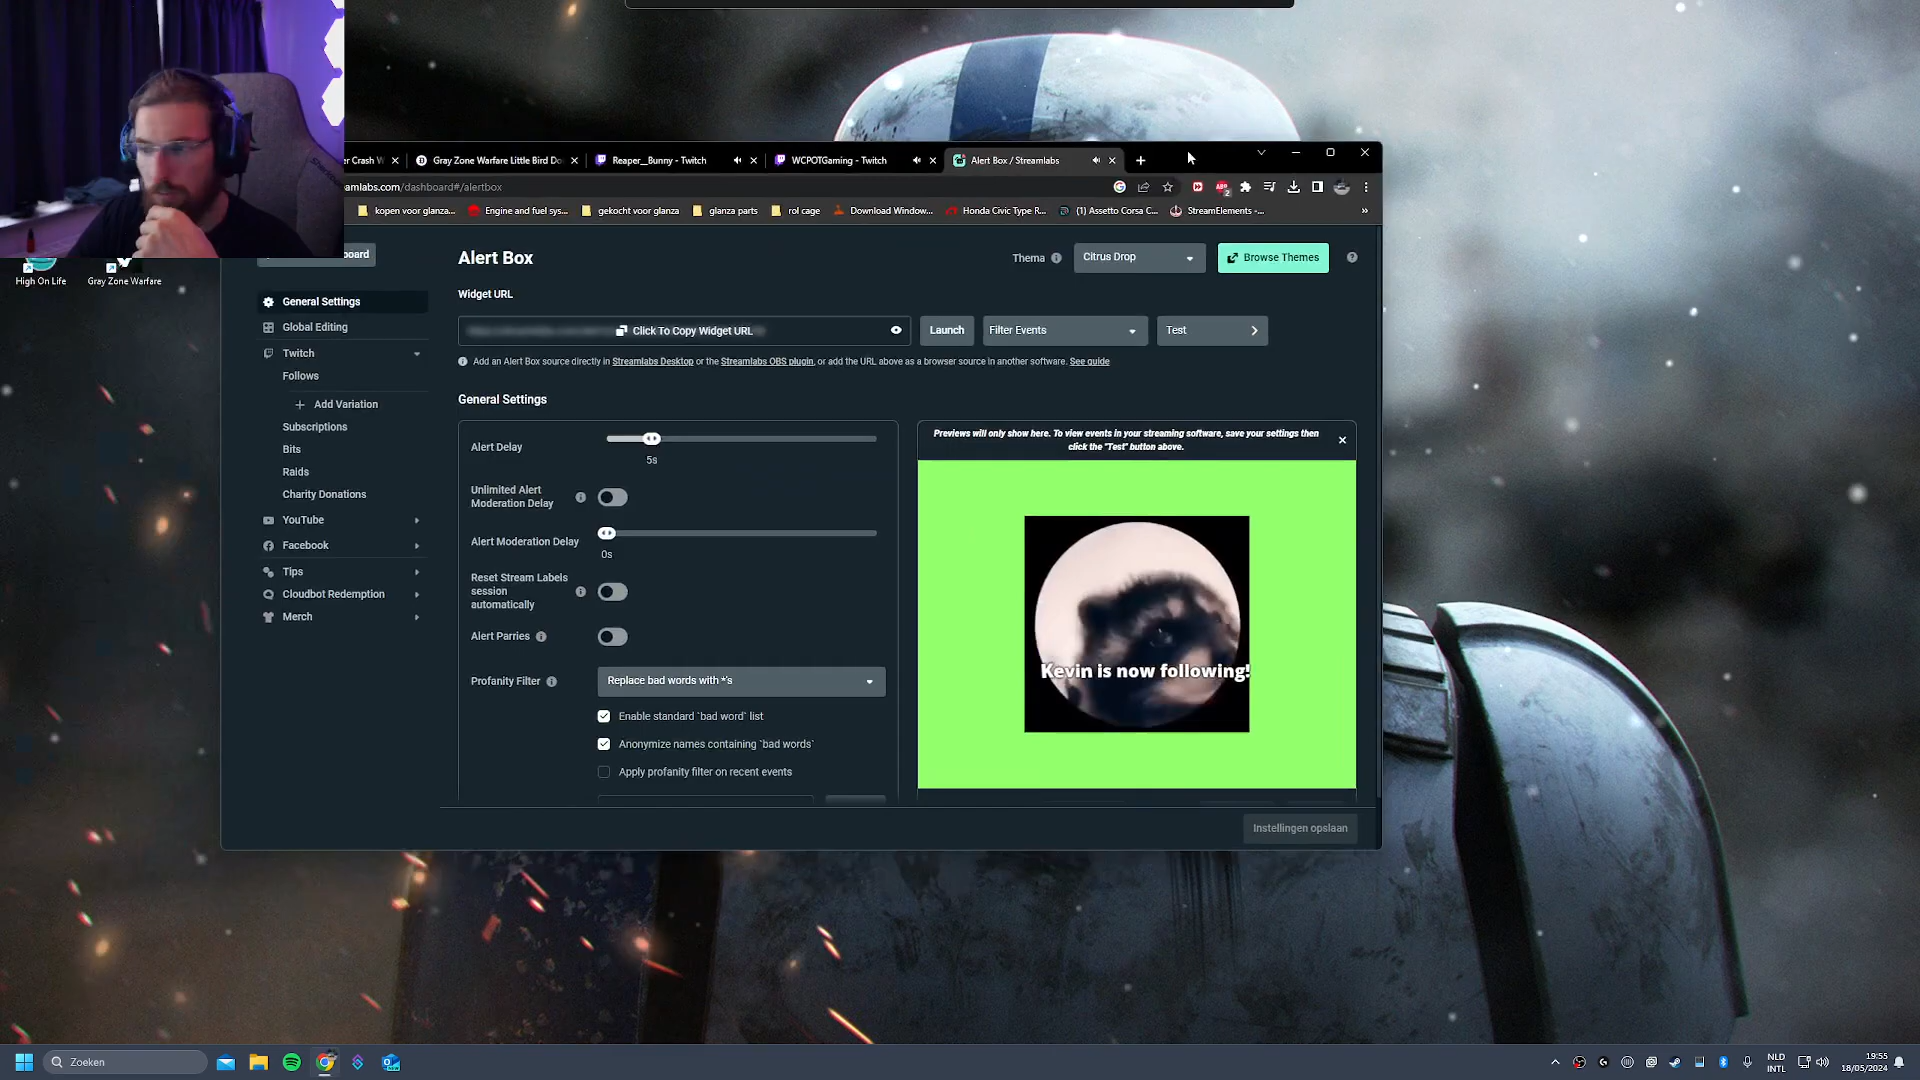 er Crash W
Gray Zone Warfare Little Bird Do
Reaper__Bunny - Twitch
WCPOTGaming - Twitch
Alert Box / Streamlabs
amlabs.com/dashboard#/alertbox
kopen voor glanza...
Engine and fuel sys...
gekocht voor glanza
glanza parts
rol cage
Download Window...
Honda Civic Type R...
(1) Assetto Corsa C...
StreamElements -...
»
High On Life
Gray Zone Warfare
board
Alert Box
Thema
Citrus Drop
Browse Themes
Widget URL
Click To Copy Widget URL
Launch
Filter Events
Test
Add an Alert Box source directly in Streamlabs Desktop or the Streamlabs OBS plugin, or add the URL above as a browser source in another software. See guide
General Settings
Global Editing
Twitch
Follows
Add Variation
Subscriptions
Bits
Raids
Charity Donations
YouTube
Facebook
Tips
Cloudbot Redemption
Merch
General Settings
Alert Delay
5s
Unlimited Alert
Moderation Delay
Alert Moderation Delay
0s
Reset Stream Labels
session
automatically
Alert Parries
Profanity Filter
Replace bad words with *'s
Enable standard `bad word` list
Anonymize names containing `bad words`
Apply profanity filter on recent events
Previews will only show here. To view events in your streaming software, save your settings then
click the "Test" button above.
Kevin is now following!
Instellingen opslaan
Zoeken
NLD
INTL
19:55
18/05/2024